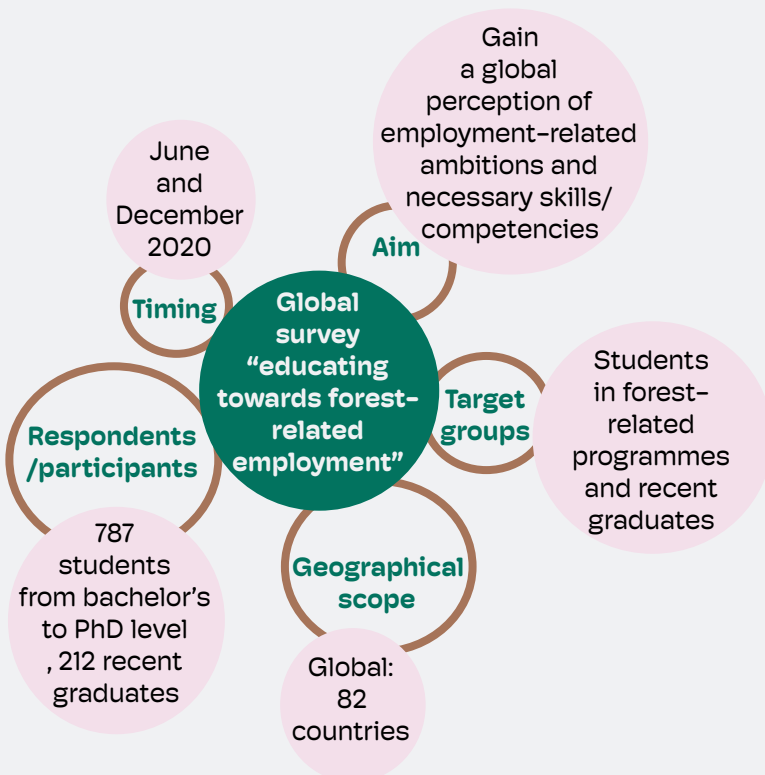 Global
survey
“educating
towards forest-
related
employment”
Aim
Gain
a global
perception of
employment-related
ambitions and
necessary skills/
competencies
Target
groups
Students
in forest-
related
programmes
and recent
graduates
Geographical
scope
Global:
82
countries
Respondents
/participants
787
students
from bachelor’s
to PhD level
, 212 recent
graduates
Timing
June
and
December
2020